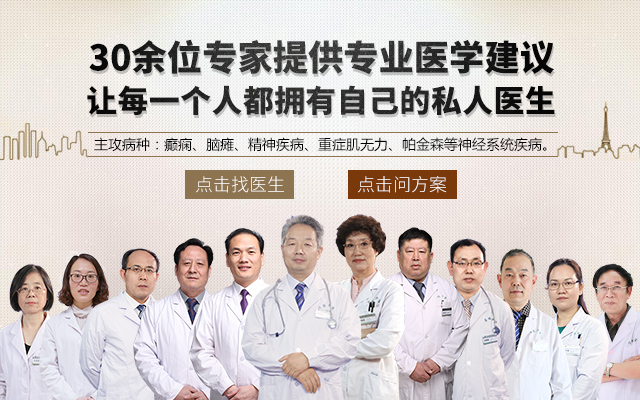 30余位专家提供专业医学建议
让每一个人都拥有自己的私人医生
主攻病种：癫痫、脑瘫、精神疾病、重症肌无力、帕金森等神经系统疾病。
点击找医生
点击问方案